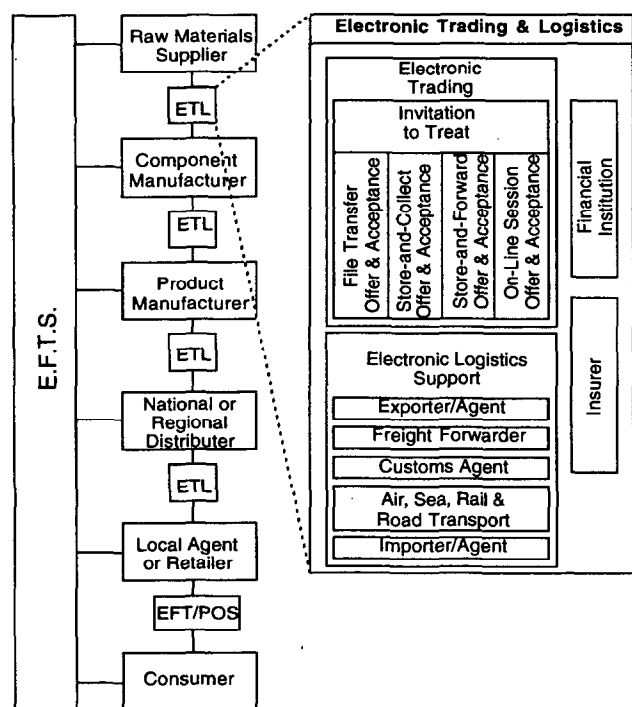 E.F.T.S.
Raw Materials
Supplier
ETL
Component
Manufacturer
ETL
Product
Manufacturer
ETL
National or
Regional
Distributer
ETL
Local Agent
or Retailer
EFT/POS
Consumer
Electronic Trading & Logistics
Electronic
Trading
Invitation
to Treat
File Transfer
Offer & Acceptance
Store-and-Collect
Offer & Acceptance
Store-and-Forward
Offer & Acceptance
On-Line Session
Offer & Acceptance
Financial
Institution
Electronic Logistics
Support
Exporter/Agent
Freight Forwarder
Customs Agent
Air, Sea, Rail &
Road Transport
Importer/Agent
Insurer